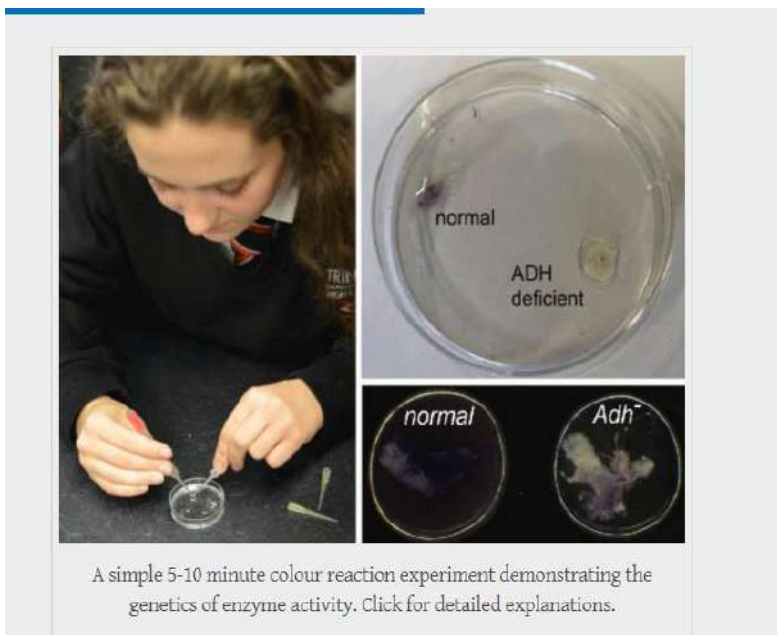 TRIN
normal
ADH
deficient
normal
Adh⁻
A simple 5-10 minute colour reaction experiment demonstrating the
genetics of enzyme activity. Click for detailed explanations.